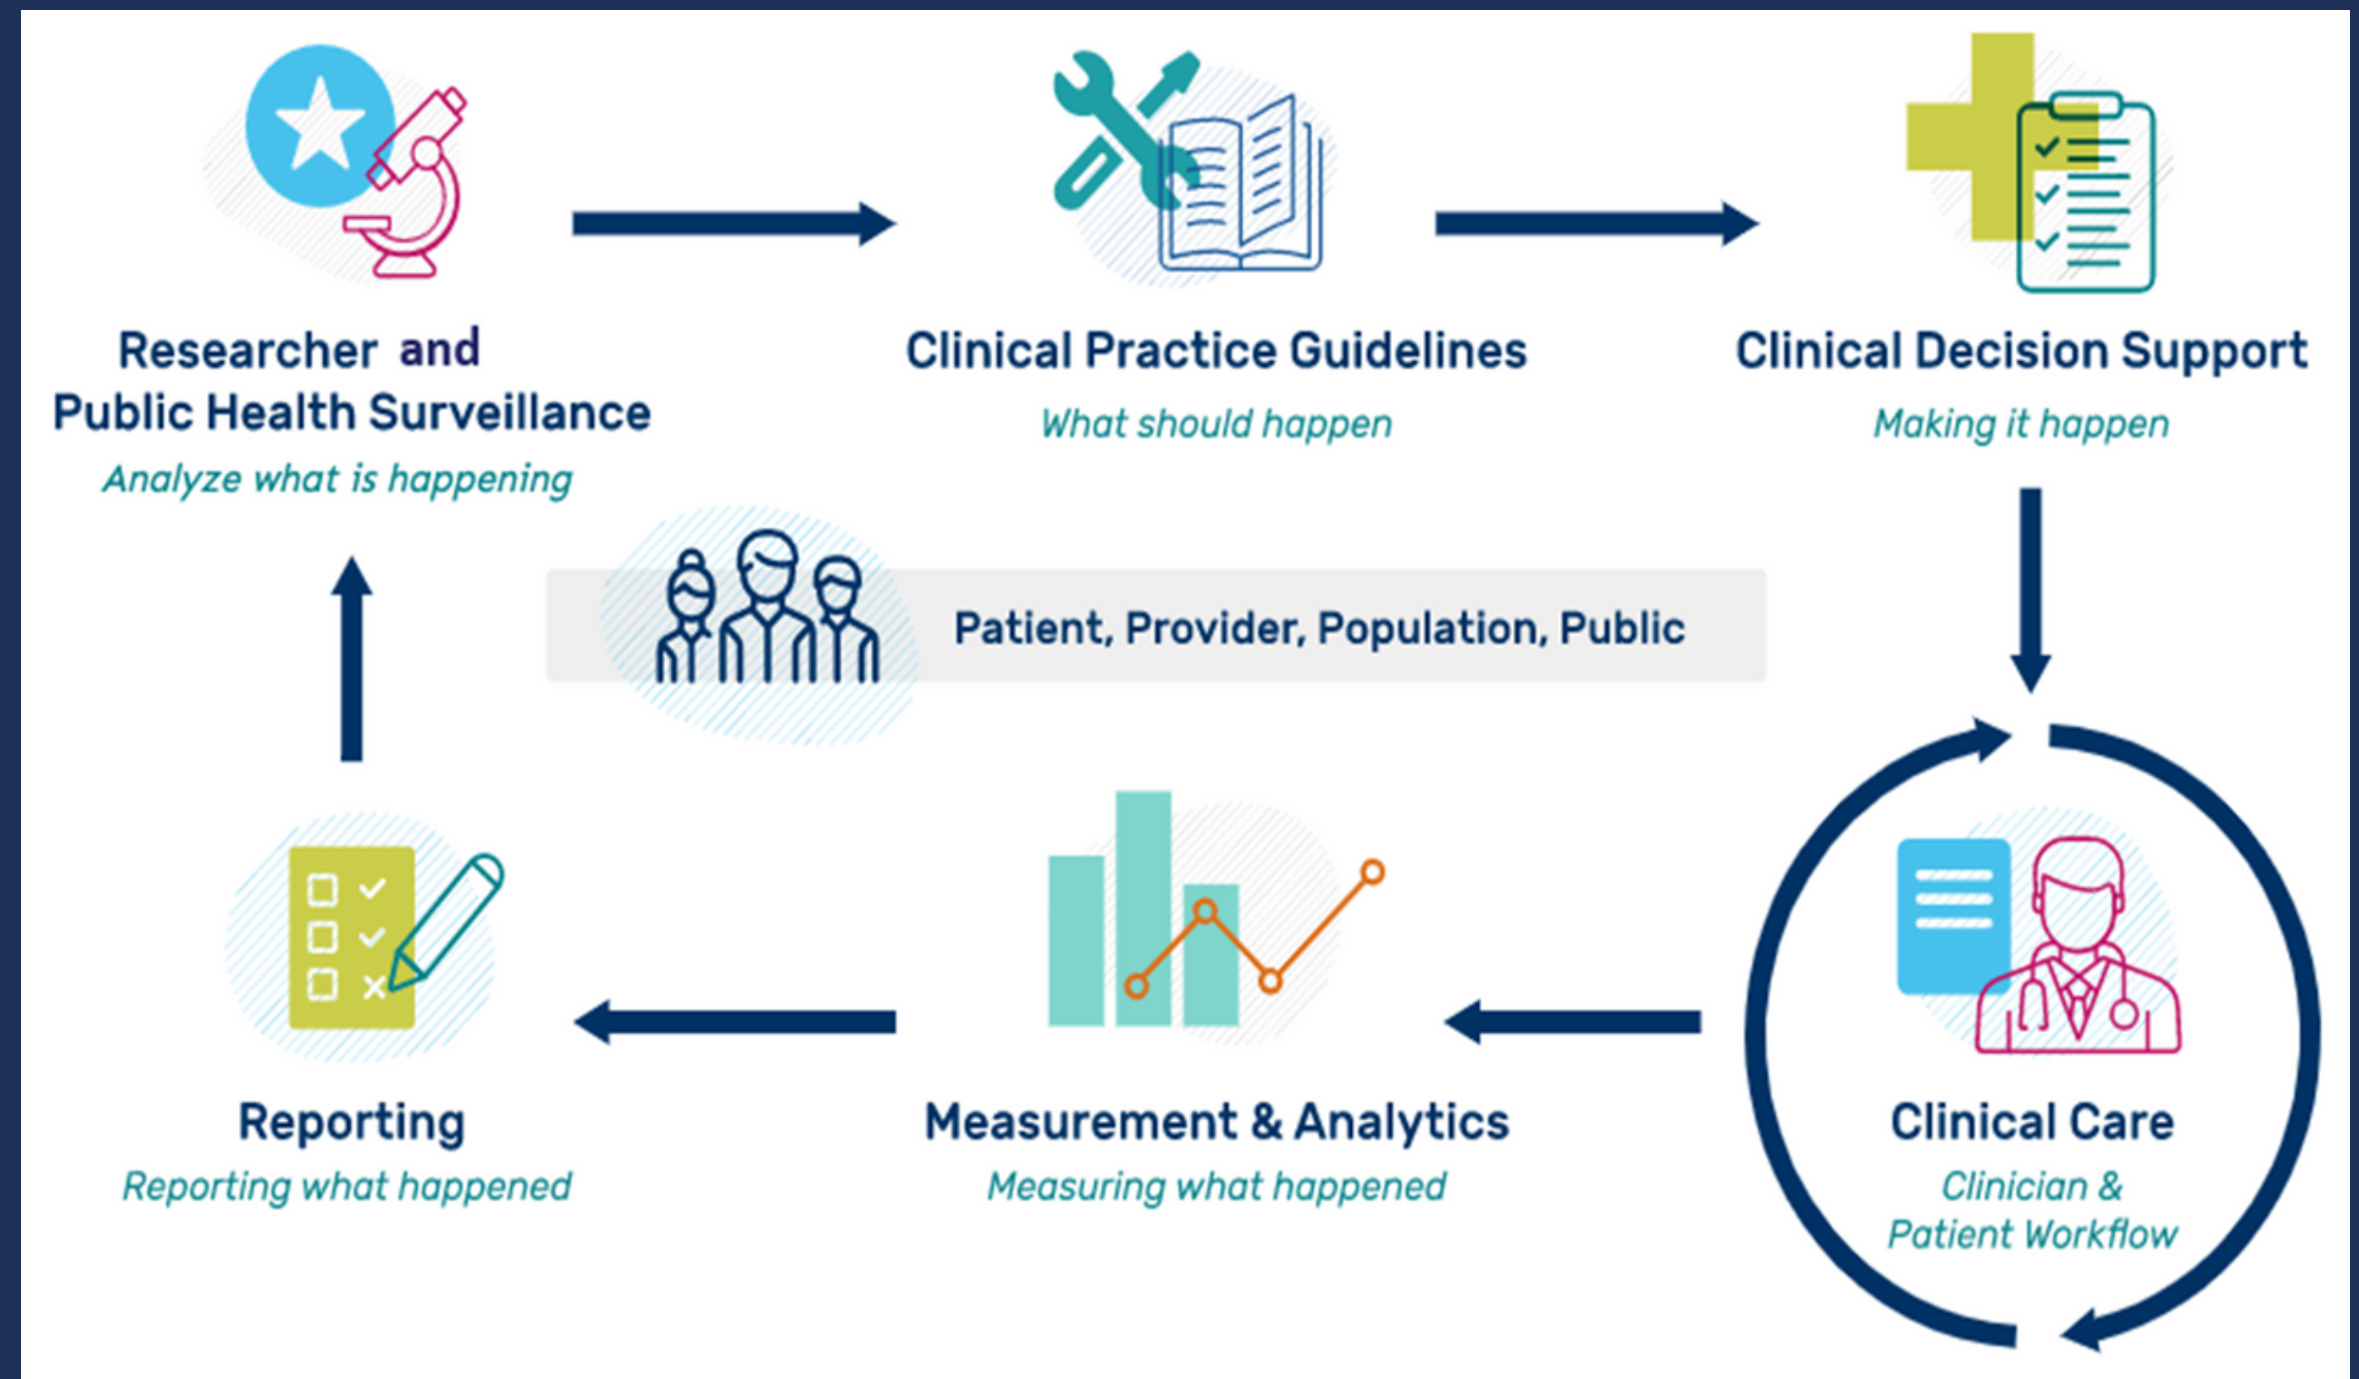 Researcher and
Public Health Surveillance
Analyze what is happening
Clinical Practice Guidelines
What should happen
Clinical Decision Support
Making it happen
Patient, Provider, Population, Public
Reporting
Reporting what happened
Measurement & Analytics
Measuring what happened
Clinical Care
Clinician &
Patient Workflow